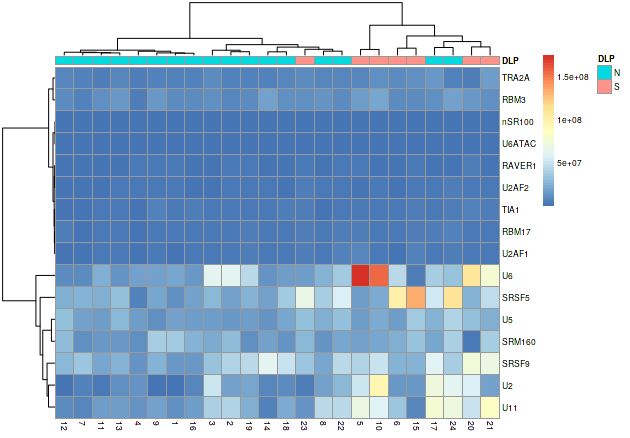 DLP
TRA2A
RBM3
nSR100
U6ATAC
RAVER1
U2AF2
TIA1
RBM17
U2AF1
U6
SRSF5
U5
SRM160
SRSF9
U2
U11
12 7 11 13 4 9 1 16 3 2 19 14 18 23 8 22 5 10 6 15 17 24 20 21
1.5e+08
1e+08
5e+07
DLP
N
S